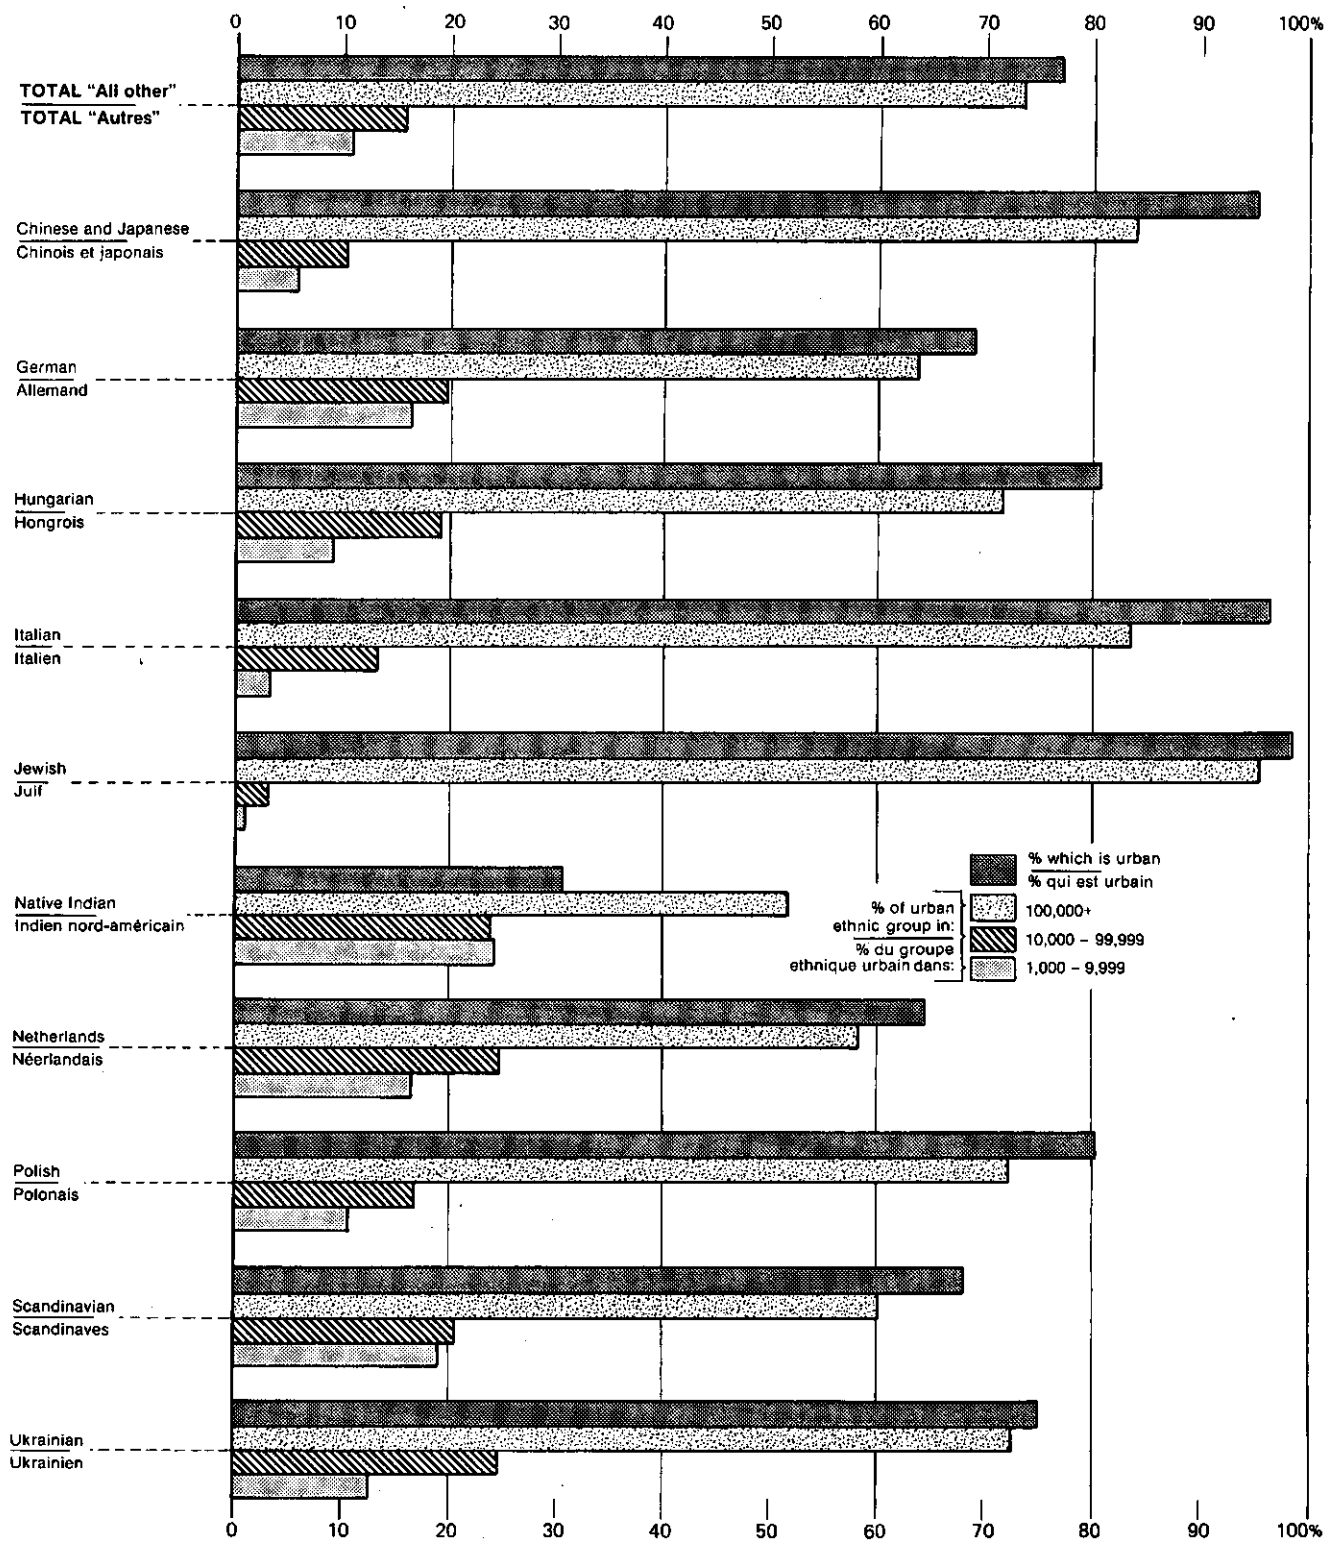 0 10 20 30 40 50 60 70 80 90 100%
TOTAL "All other"
TOTAL "Autres"
Chinese and Japanese
Chinois et japonais
German
Allemand
Hungarian
Hongrois
Italian
Italien
Jewish
Juif
Native Indian
Indien nord-américain
% which is urban
% qui est urbain
% of urban
ethnic group in:
% du groupe
ethnique urbain dans:
100,000+
10,000 – 99,999
1,000 – 9,999
Netherlands
Néerlandais
Polish
Polonais
Scandinavian
Scandinaves
Ukrainian
Ukrainien
0 10 20 30 40 50 60 70 80 90 100%